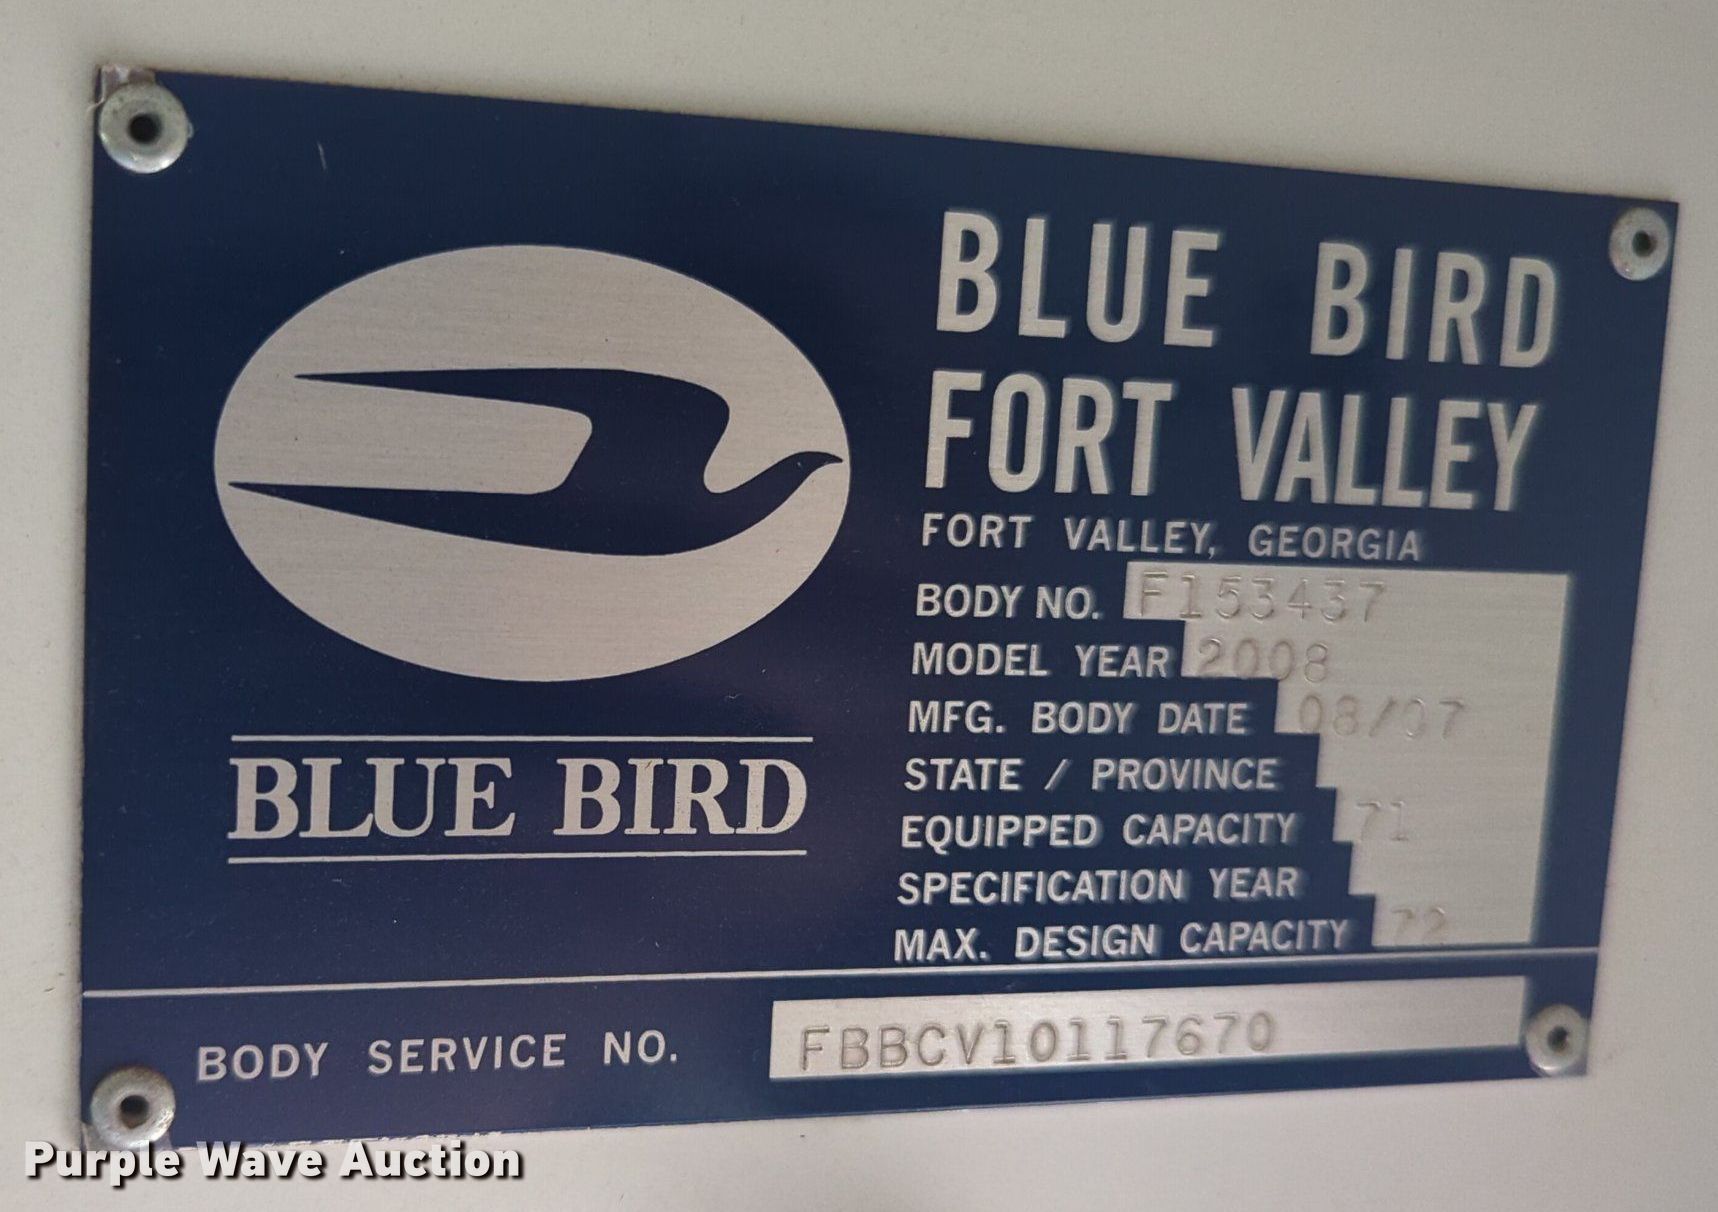 BLUE BIRD
FORT VALLEY
FORT VALLEY, GEORGIA
BODY NO. F153437
MODEL YEAR 2008
MFG. BODY DATE 08/07
STATE / PROVINCE
EQUIPPED CAPACITY 71
SPECIFICATION YEAR
MAX. DESIGN CAPACITY 72
BLUE BIRD
BODY SERVICE NO. FBBCV10117670
Purple Wave Auction